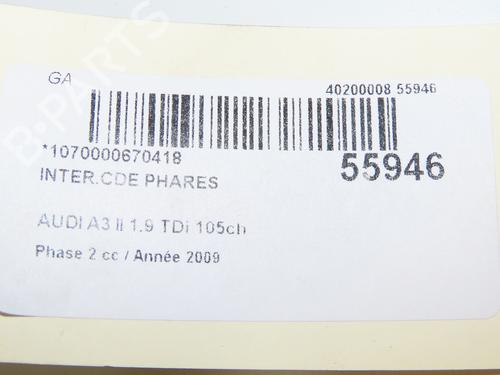 GA
40200008 55946
*1070000670418
55946
INTER.CDE PHARES
AUDI A3 II 1.9 TDi 105ch
Phase 2 cc / Année 2009
B-PARTS